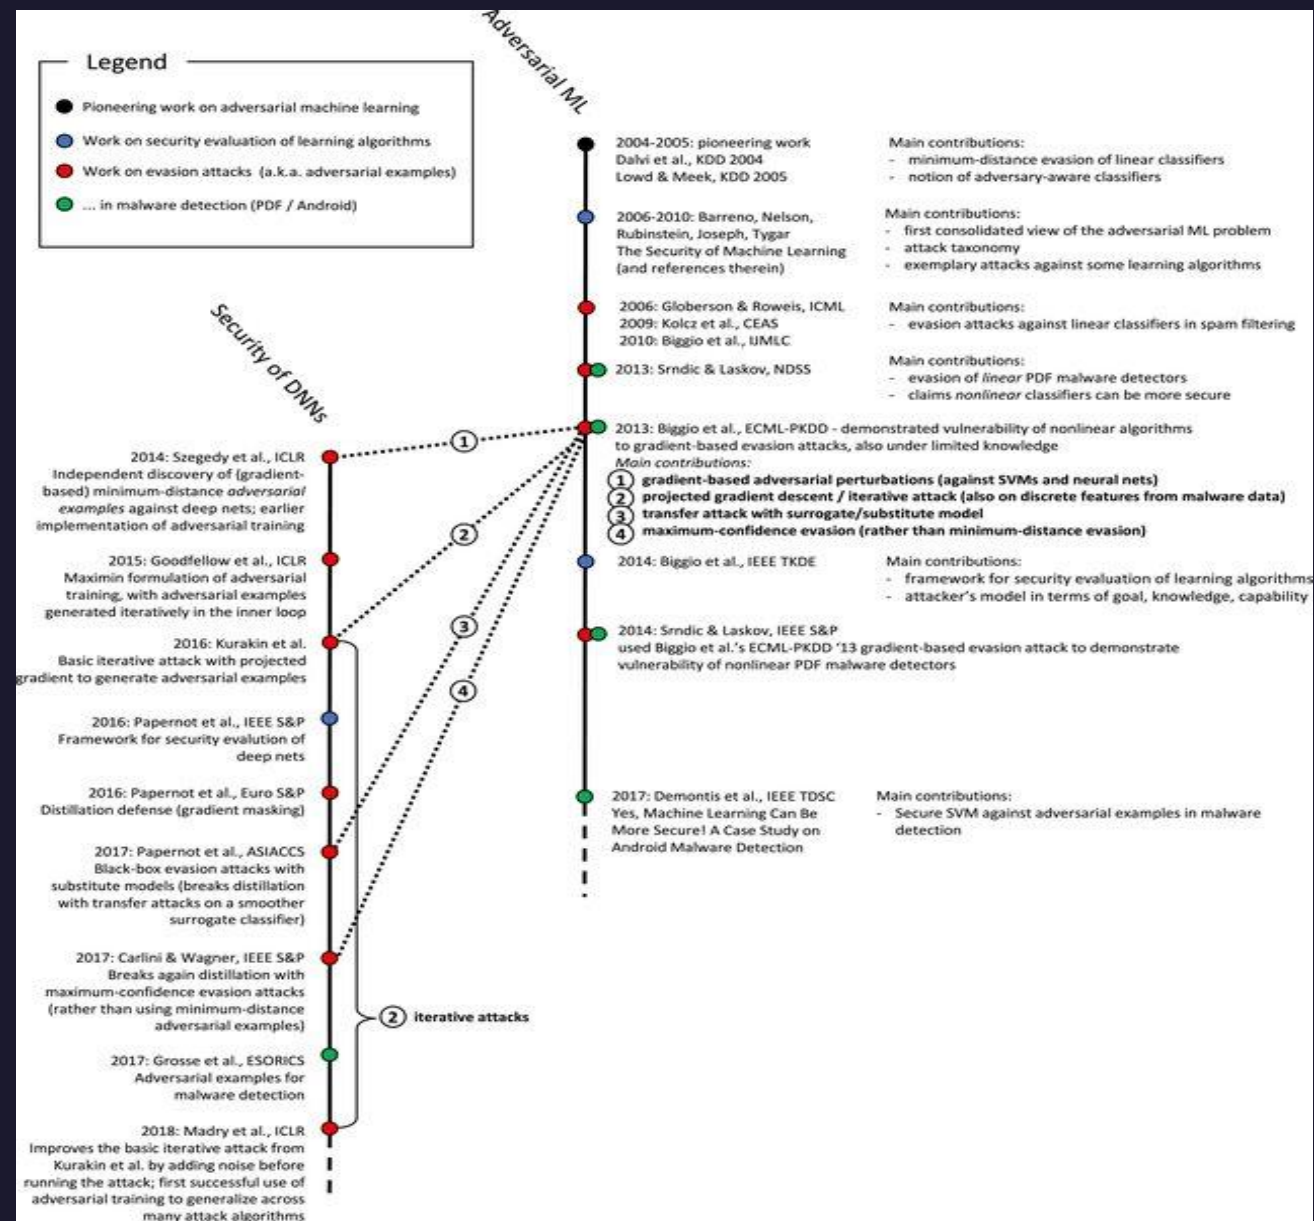 Legend
Pioneering work on adversarial machine learning
Work on security evaluation of learning algorithms
Work on evasion attacks (a.k.a. adversarial examples)
... in malware detection (PDF / Android)
Adversarial ML
2004-2005: pioneering work
Dalvi et al., KDD 2004
Lowd & Meek, KDD 2005
Main contributions:
- minimum-distance evasion of linear classifiers
- notion of adversary-aware classifiers
2006-2010: Barreno, Nelson,
Rubinstein, Joseph, Tygar
The Security of Machine Learning
(and references therein)
Main contributions:
- first consolidated view of the adversarial ML problem
- attack taxonomy
- exemplary attacks against some learning algorithms
2006: Globerson & Roweis, ICML
2009: Kolcz et al., CEAS
2010: Biggio et al., IJMLC
Main contributions:
- evasion attacks against linear classifiers in spam filtering
2013: Srndic & Laskov, NDSS
Main contributions:
- evasion of linear PDF malware detectors
- claims nonlinear classifiers can be more secure
2013: Biggio et al., ECML-PKDD - demonstrated vulnerability of nonlinear algorithms
to gradient-based evasion attacks, also under limited knowledge
Main contributions:
1 gradient-based adversarial perturbations (against SVMs and neural nets)
2 projected gradient descent / iterative attack (also on discrete features from malware data)
3 transfer attack with surrogate/substitute model
4 maximum-confidence evasion (rather than minimum-distance evasion)
2014: Biggio et al., IEEE TKDE
Main contributions:
- framework for security evaluation of learning algorithms
- attacker's model in terms of goal, knowledge, capability
2014: Srndic & Laskov, IEEE S&P
used Biggio et al.'s ECML-PKDD '13 gradient-based evasion attack to demonstrate
vulnerability of nonlinear PDF malware detectors
2017: Demontis et al., IEEE TDSC
Yes, Machine Learning Can Be
More Secure! A Case Study on
Android Malware Detection
Main contributions:
- Secure SVM against adversarial examples in malware
detection
Security of DNNs
2014: Szegedy et al., ICLR
Independent discovery of (gradient-
based) minimum-distance adversarial
examples against deep nets; earlier
implementation of adversarial training
2015: Goodfellow et al., ICLR
Maximin formulation of adversarial
training, with adversarial examples
generated iteratively in the inner loop
2016: Kurakin et al.
Basic iterative attack with projected
gradient to generate adversarial examples
2016: Papernot et al., IEEE S&P
Framework for security evalution of
deep nets
2016: Papernot et al., Euro S&P
Distillation defense (gradient masking)
2017: Papernot et al., ASIACCS
Black-box evasion attacks with
substitute models (breaks distillation
with transfer attacks on a smoother
surrogate classifier)
2017: Carlini & Wagner, IEEE S&P
Breaks again distillation with
maximum-confidence evasion attacks
(rather than using minimum-distance
adversarial examples)
2017: Grosse et al., ESORICS
Adversarial examples for
malware detection
2018: Madry et al., ICLR
Improves the basic iterative attack from
Kurakin et al. by adding noise before
running the attack; first successful use of
adversarial training to generalize across
many attack algorithms
1
2
3
4
2 iterative attacks